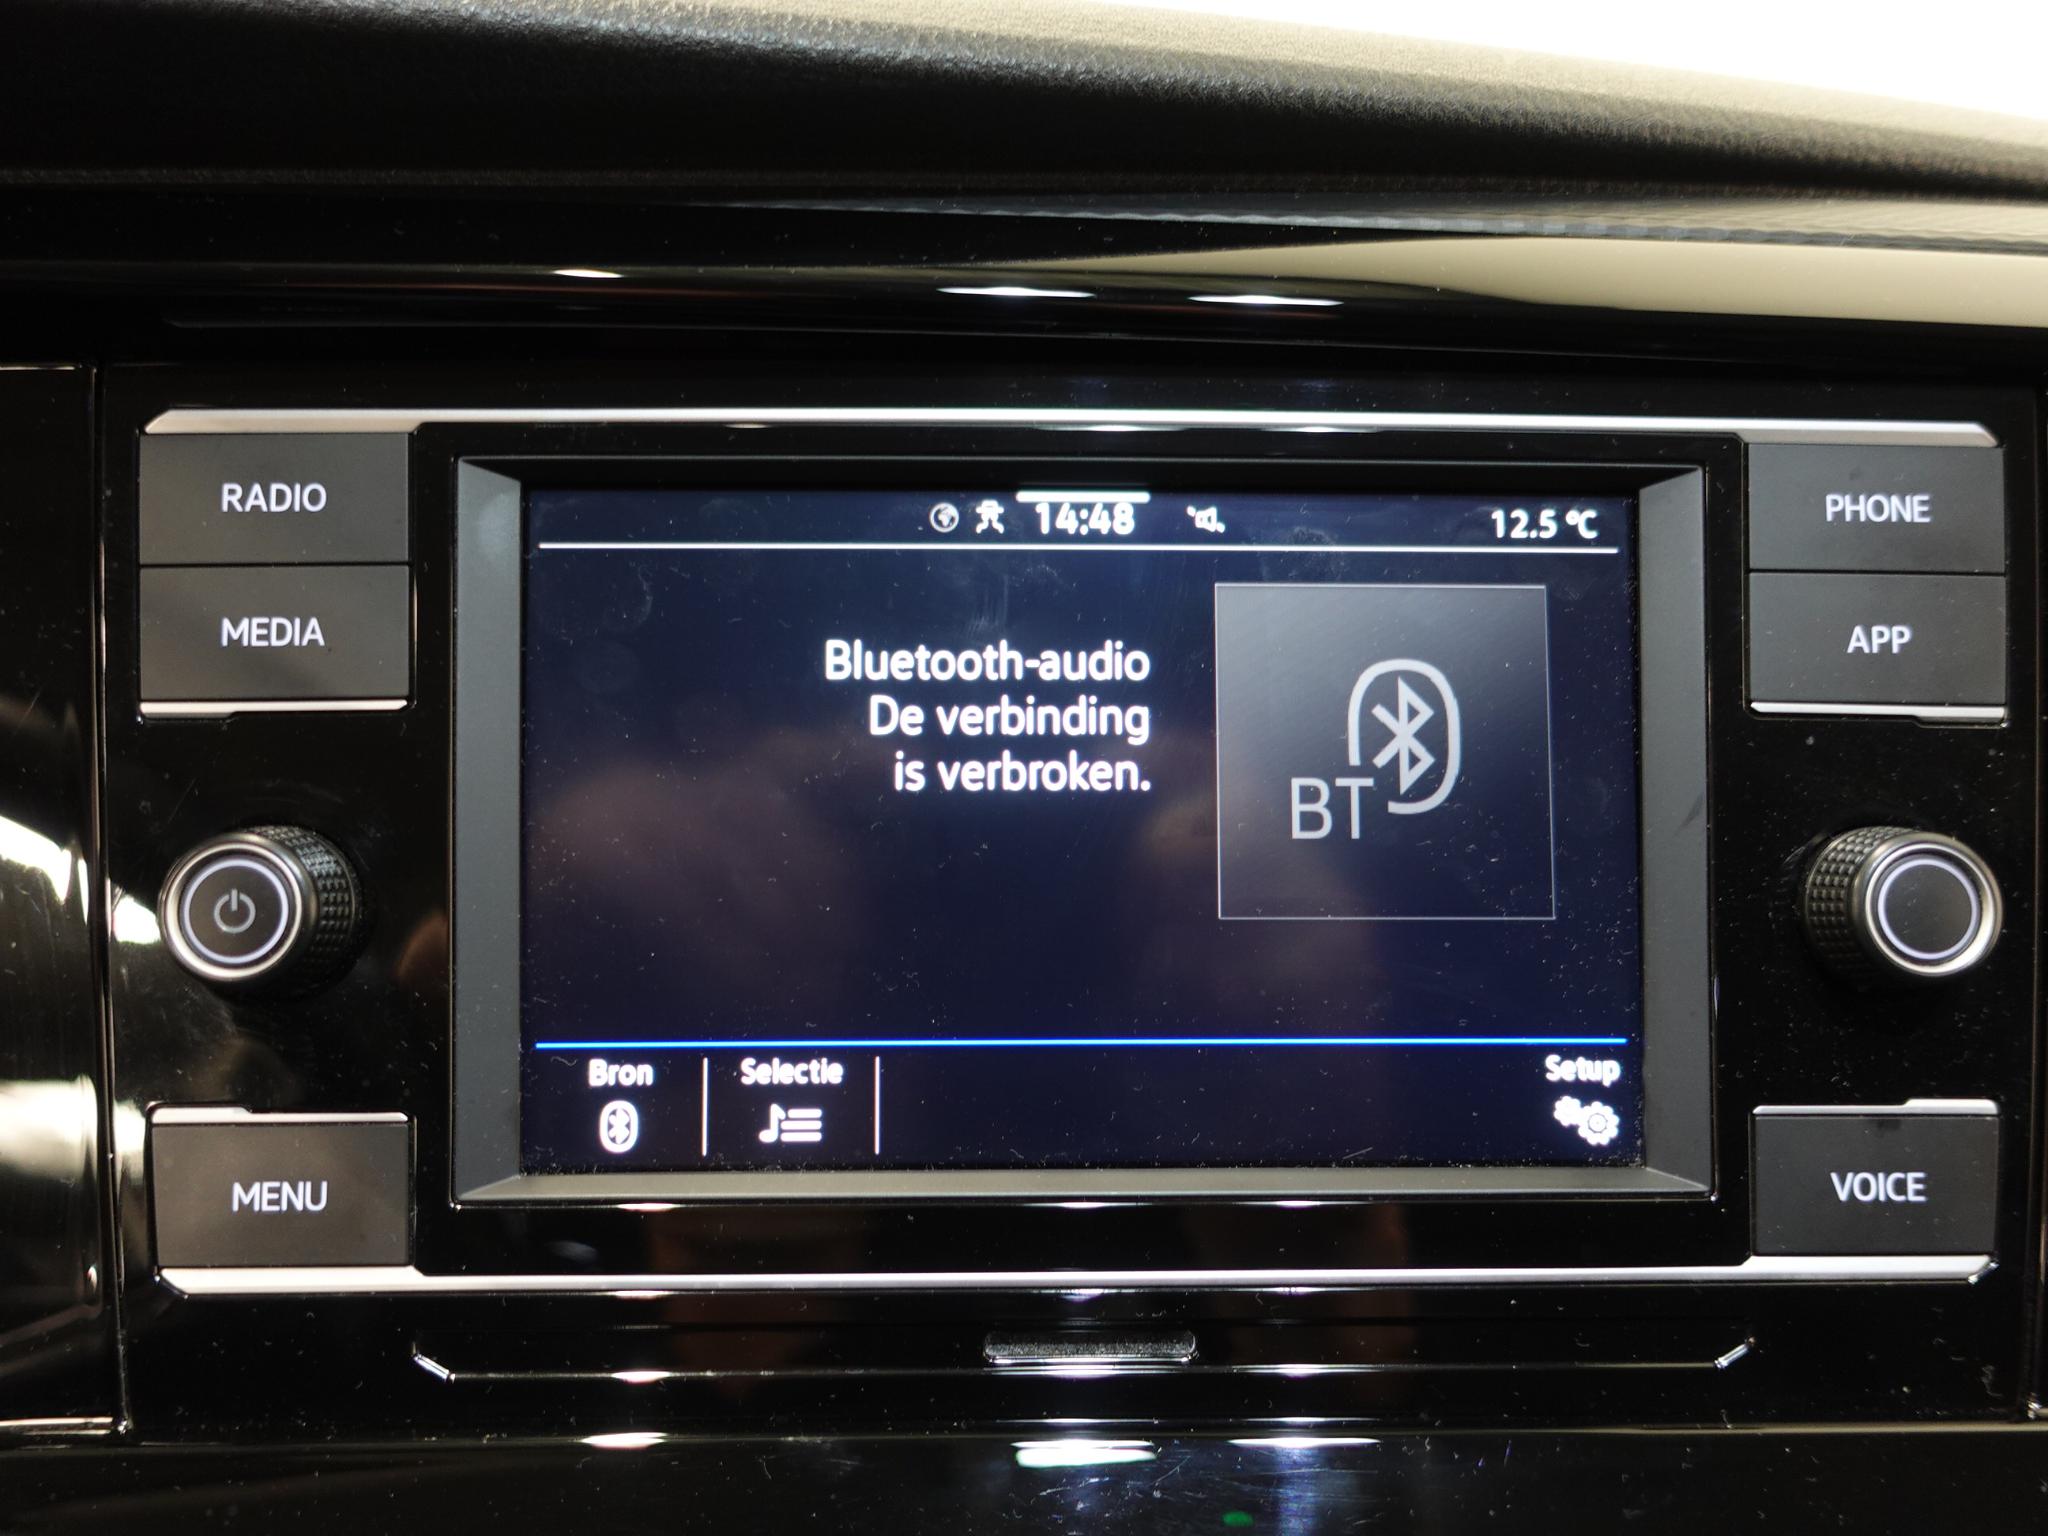 RADIO
MEDIA
MENU
14:48
12.5 °C
Bluetooth-audio
De verbinding
is verbroken.
BT
Bron
Selectie
Setup
PHONE
APP
VOICE